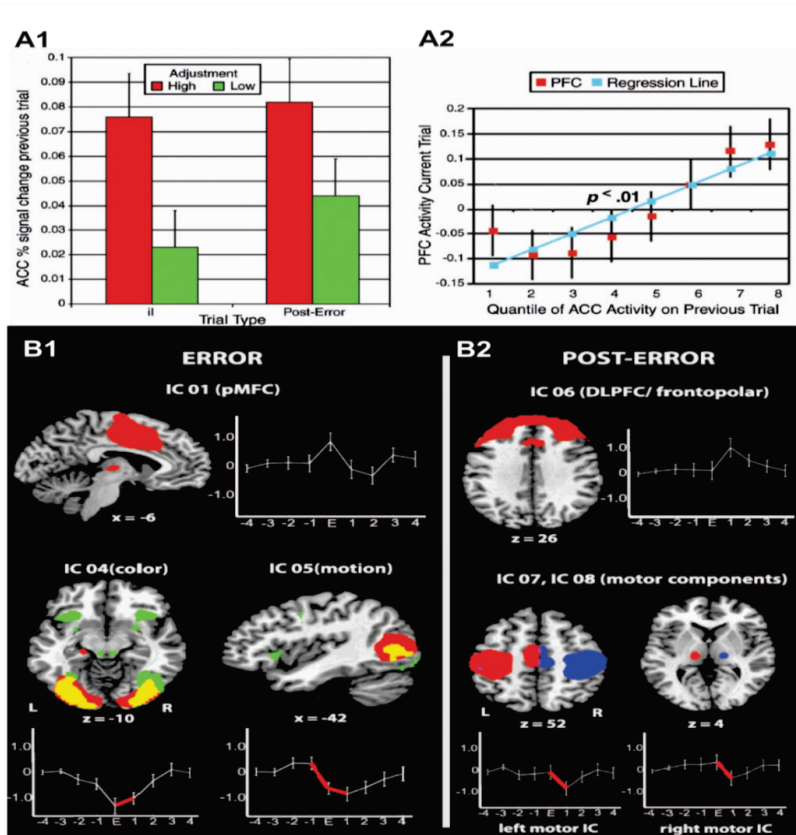 A1
Adjustment
High Low
ACC % signal change previous trial
0.1
0.09
0.08
0.07
0.06
0.05
0.04
0.03
0.02
0.01
0
iI Post-Error
Trial Type
A2
PFC Regression Line
PFC Activity Current Trial
0.2
0.15
0.1
0.05
0
-0.05
-0.1
-0.15
p < .01
1 2 3 4 5 6 7 8
Quantile of ACC Activity on Previous Trial
B1
ERROR
IC 01 (pMFC)
1.0
0
-1.0
-4 -3 -2 -1 E 1 2 3 4
x = -6
IC 04(color)
IC 05(motion)
L R
z = -10
x = -42
1.0
0
-1.0
-4 -3 -2 -1 E 1 2 3 4
1.0
0
-1.0
-4 -3 -2 -1 E 1 2 3 4
B2
POST-ERROR
IC 06 (DLPFC/ frontopolar)
1.0
0
-1.0
-4 -3 -2 -1 E 1 2 3 4
z = 26
IC 07, IC 08 (motor components)
L R
z = 52
z = 4
1.0
0
-1.0
-4 -3 -2 -1 E 1 2 3 4
left motor IC
1.0
0
-1.0
-4 -3 -2 -1 E 1 2 3 4
right motor IC